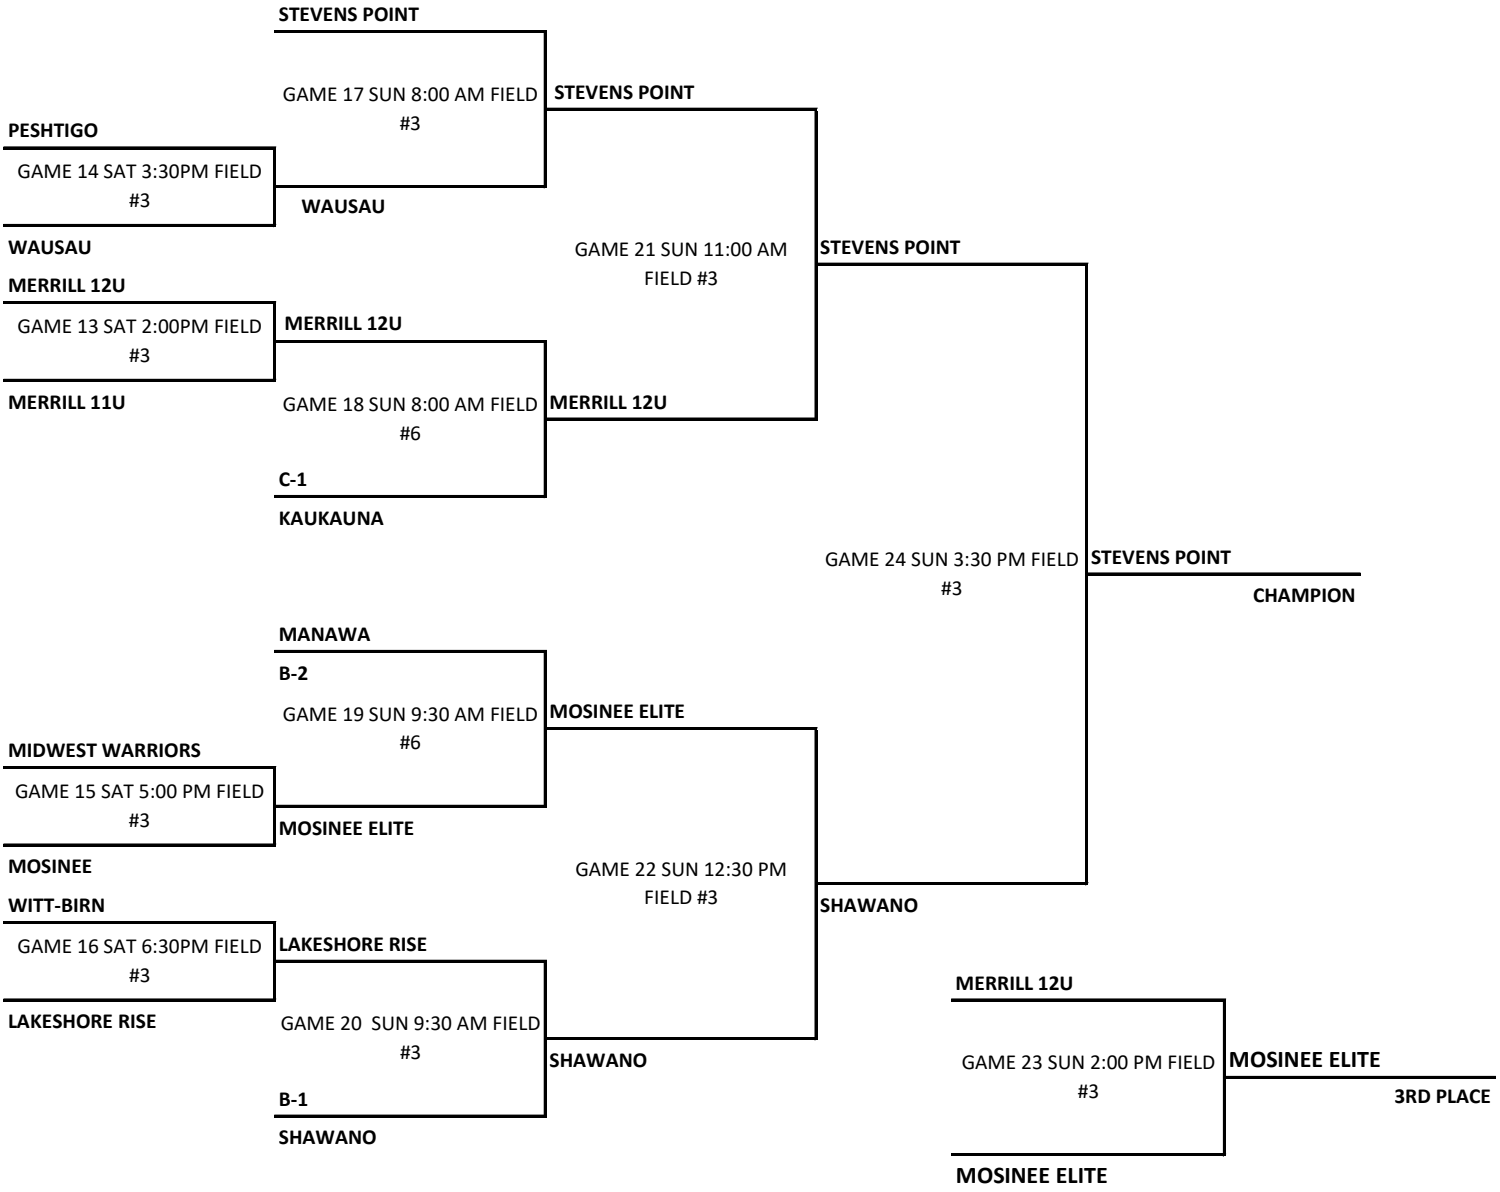 STEVENS POINT
GAME 17 SUN 8:00 AM FIELD
#3
STEVENS POINT
PESHTIGO
GAME 14 SAT 3:30PM FIELD
#3
WAUSAU
WAUSAU
GAME 21 SUN 11:00 AM
FIELD #3
STEVENS POINT
MERRILL 12U
GAME 13 SAT 2:00PM FIELD
#3
MERRILL 12U
MERRILL 11U
GAME 18 SUN 8:00 AM FIELD
#6
MERRILL 12U
C-1
KAUKAUNA
GAME 24 SUN 3:30 PM FIELD
#3
STEVENS POINT
CHAMPION
MANAWA
B-2
GAME 19 SUN 9:30 AM FIELD
#6
MOSINEE ELITE
MIDWEST WARRIORS
GAME 15 SAT 5:00 PM FIELD
#3
MOSINEE ELITE
MOSINEE
GAME 22 SUN 12:30 PM
FIELD #3
SHAWANO
WITT-BIRN
GAME 16 SAT 6:30PM FIELD
#3
LAKESHORE RISE
LAKESHORE RISE
GAME 20  SUN 9:30 AM FIELD
#3
SHAWANO
B-1
SHAWANO
MERRILL 12U
GAME 23 SUN 2:00 PM FIELD
#3
MOSINEE ELITE
3RD PLACE
MOSINEE ELITE